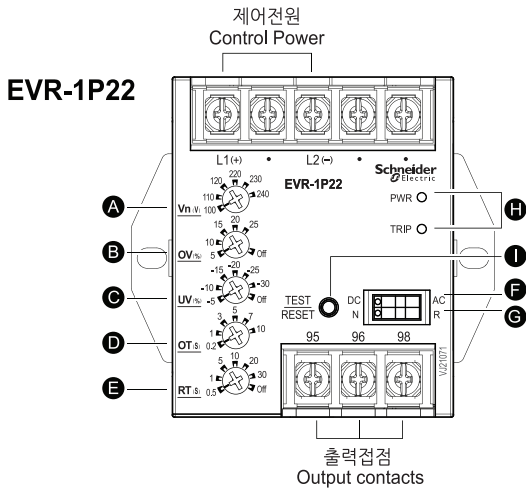 제어전원
Control Power
EVR-1P22
L1(+) • L2(−) • •
Schneider
Electric
EVR-1P22
PWR
TRIP
H
A
Vn(V) 100 110 120 220 230 240
B
OV(%) 5 10 15 20 25 Off
C
UV(%) -5 -10 -15 -20 -25 -30 Off
I
TEST
RESET
DC AC
F
N R
G
D
OT(S) 0.2 1 3 5 7 10
E
RT(S) 0.5 1 5 10 20 30 Off
95 96 98
VJ21071
출력접점
Output contacts